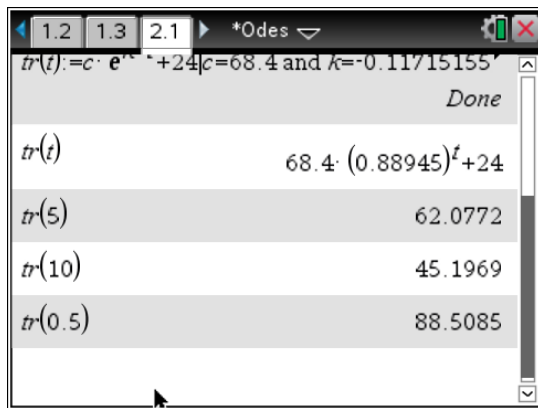 1.2 1.3 2.1 *Odes
tr(t):=c· e +24|c=68.4 and k=-0.11715155
Done
tr(t) 68.4·(0.88945)^t+24
tr(5) 62.0772
tr(10) 45.1969
tr(0.5) 88.5085